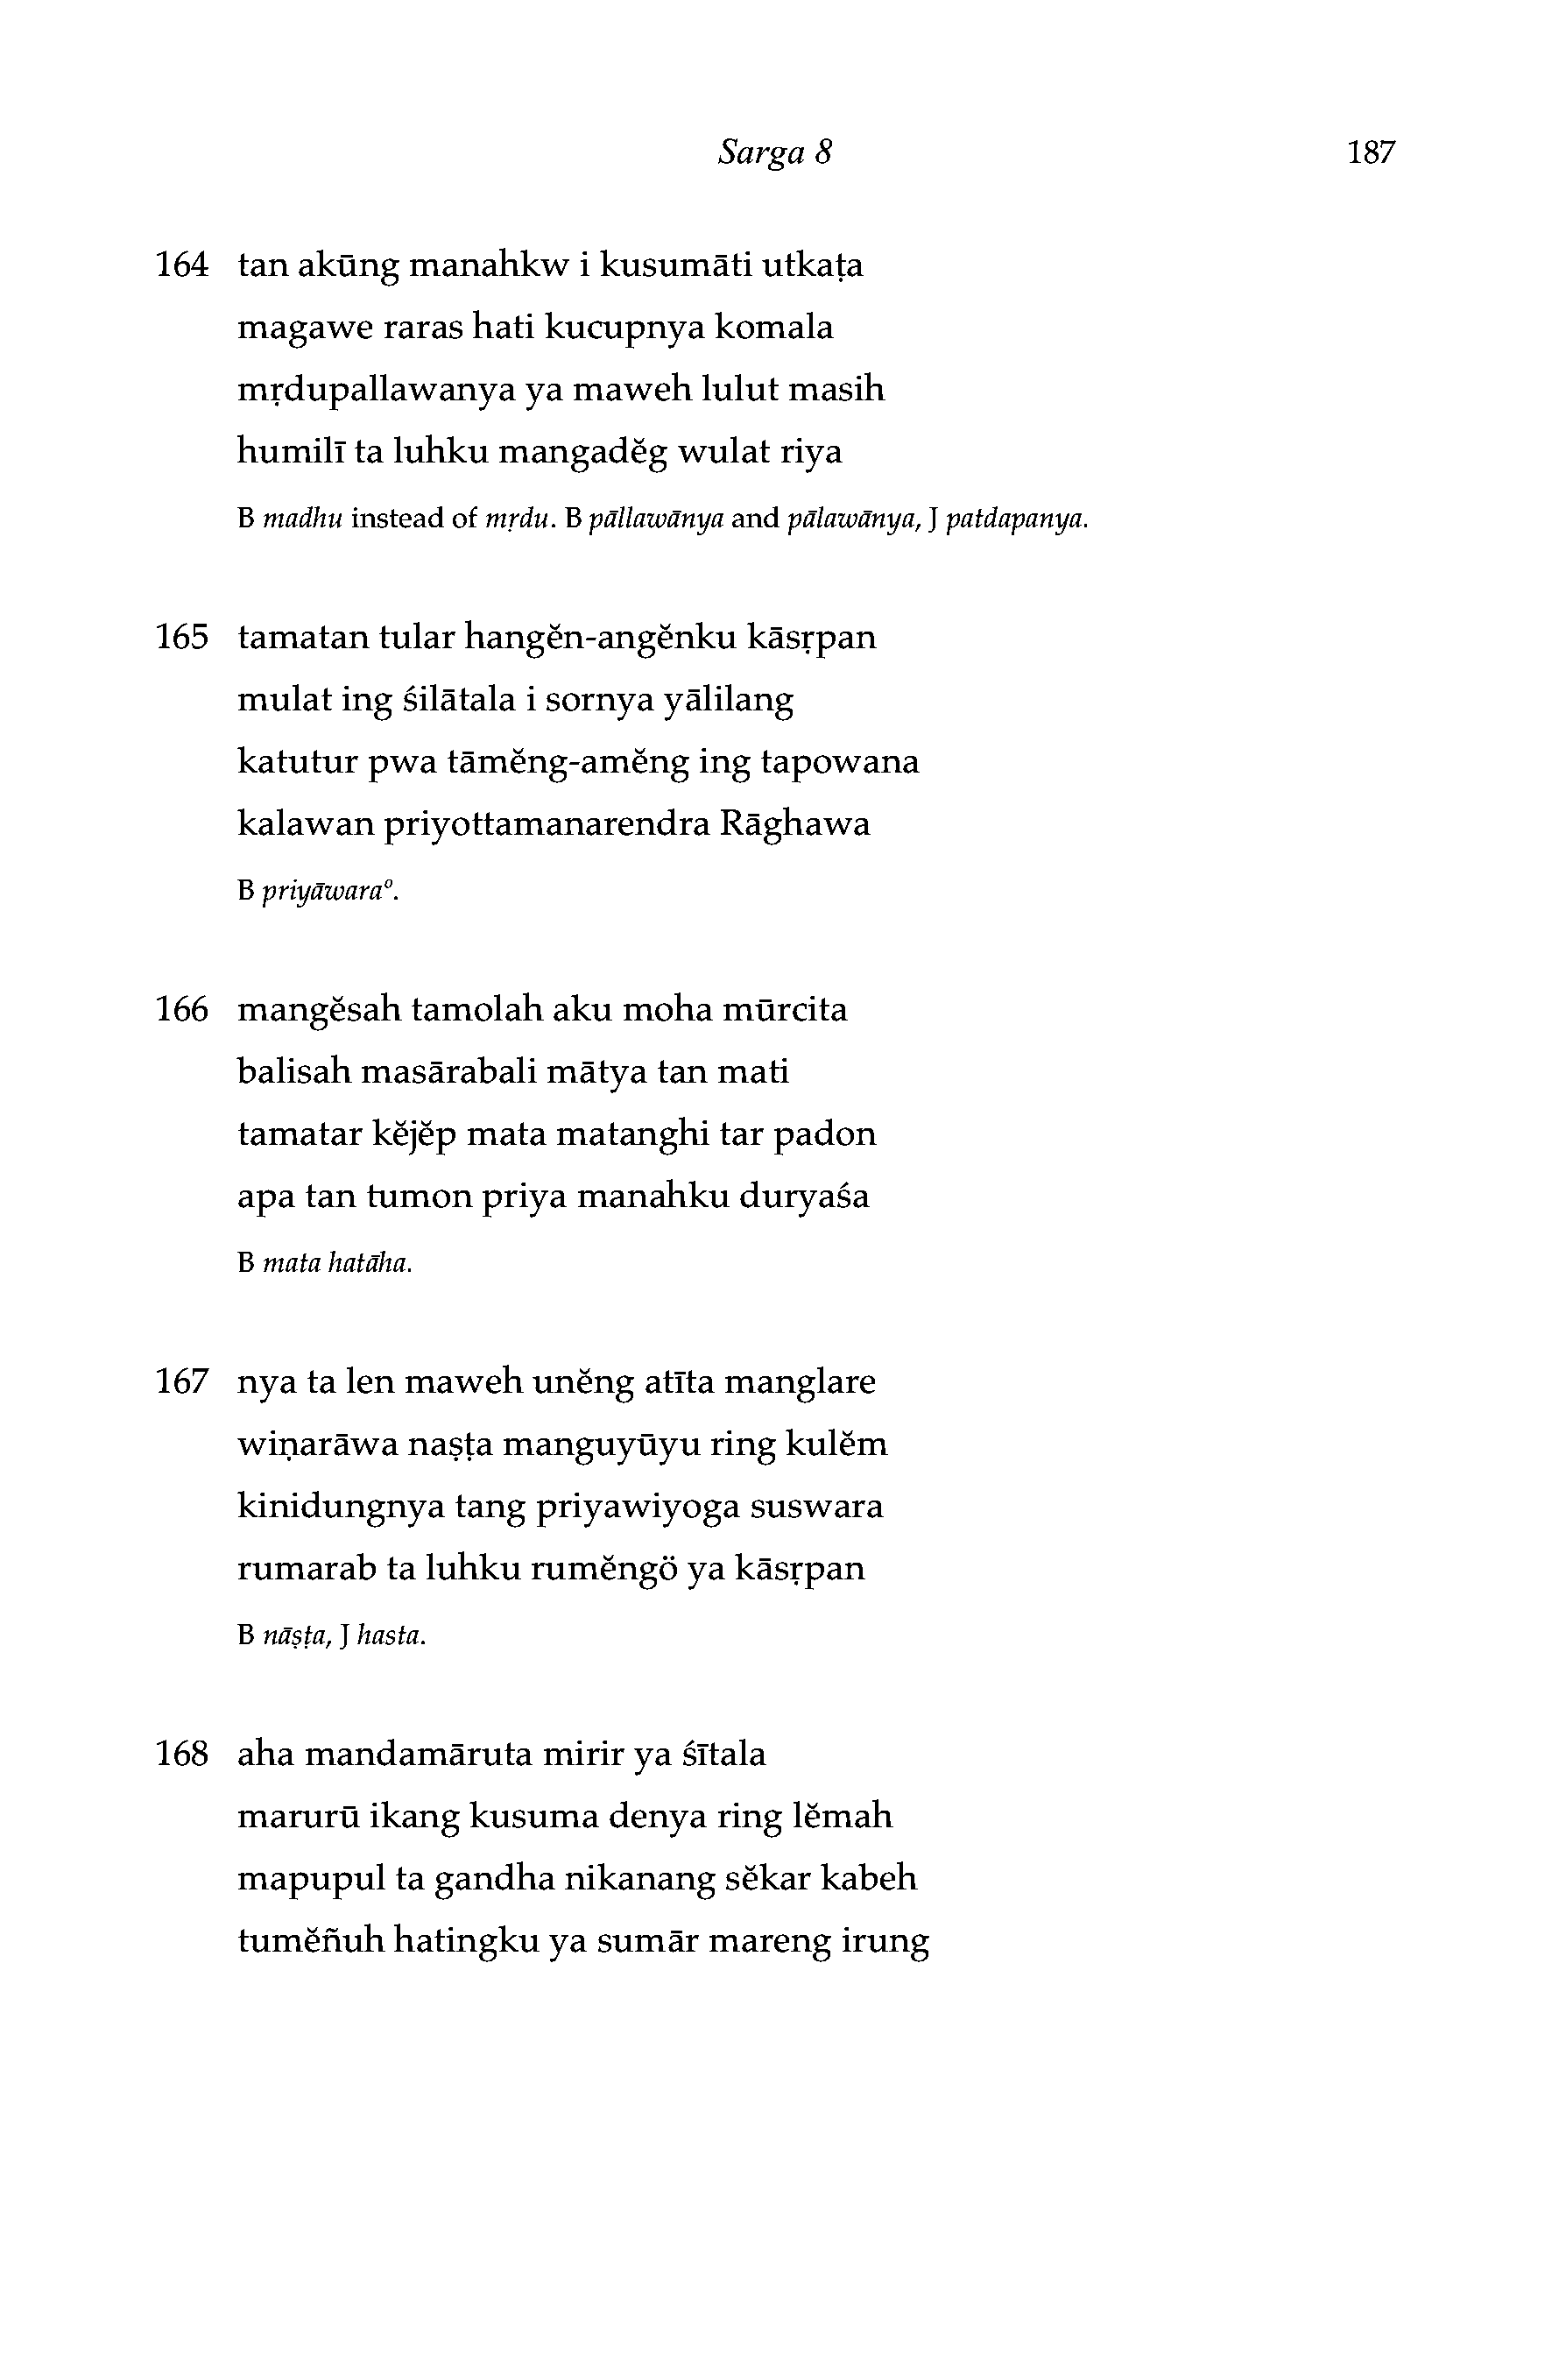 Sarga 8 187
164 tan akūng manahkw i kusumāti utkaṭa
magawe raras hati kucupnya komala
mṛdupallawanya ya maweh lulut masih
humilī ta luhku mangadĕg wulat riya
B madhu instead of mṛdu. B pāllawānya and pālawānya, J patdapanya.
165 tamatan tular hangĕn-angĕnku kāsṛpan
mulat ing śilātala i sornya yālilang
katutur pwa tāmĕng-amĕng ing tapowana
kalawan priyottamanarendra Rāghawa
B priyāwara°.
166 mangĕsah tamolah aku moha mūrcita
balisah masārabali mātya tan mati
tamatar kĕjĕp mata matanghi tar padon
apa tan tumon priya manahku duryaśa
B mata hatāha.
167 nya ta len maweh unĕng atīta manglare
wiṇarāwa naṣṭa manguyūyu ring kulĕm
kinidungnya tang priyawiyoga suswara
rumarab ta luhku rumĕngö ya kāsṛpan
B nāṣṭa, J hasta.
168 aha mandamāruta mirir ya śītala
marurū ikang kusuma denya ring lĕmah
mapupul ta gandha nikanang sĕkar kabeh
tumĕñuh hatingku ya sumār mareng irung